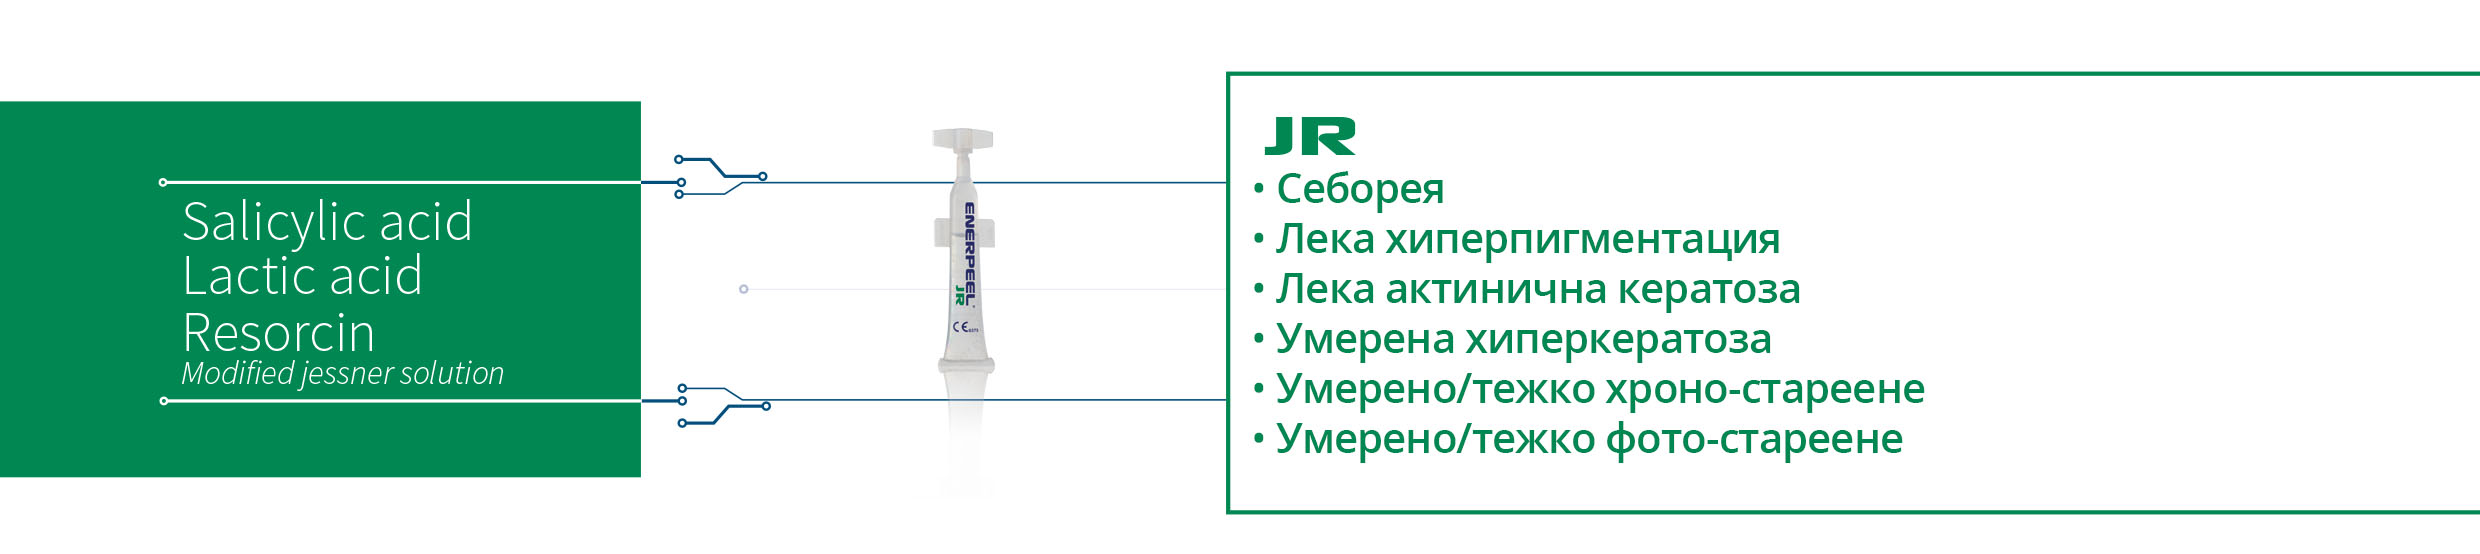 Salicylic acid
Lactic acid
Resorcin
Modified jessner solution
ENERPEEL
JR
CE
JR
• Себорея
• Лека хиперпигментация
• Лека актинична кератоза
• Умерена хиперкератоза
• Умерено/тежко хроно-стареене
• Умерено/тежко фото-стареене